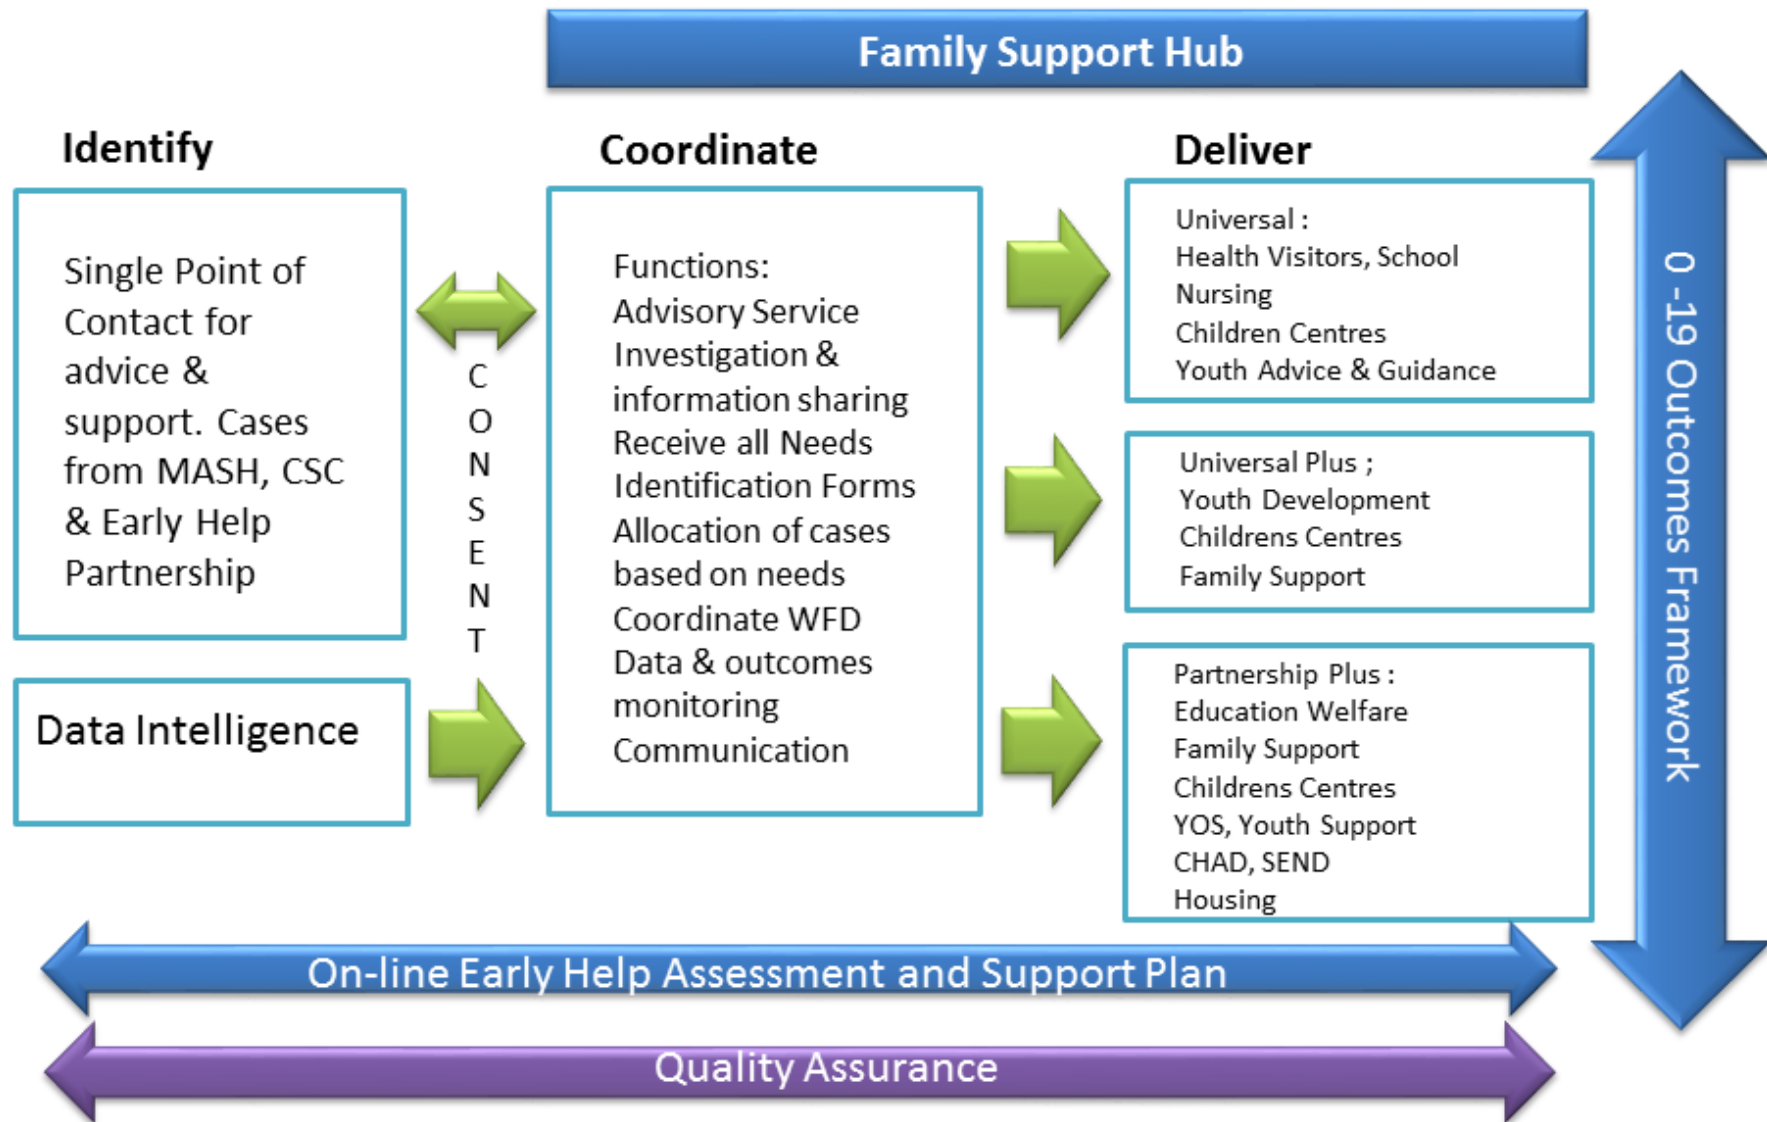 Family Support Hub
Identify
Single Point of
Contact for
advice &
support. Cases
from MASH, CSC
& Early Help
Partnership
Data Intelligence
C
O
N
S
E
N
T
Coordinate
Functions:
Advisory Service
Investigation &
information sharing
Receive all Needs
Identification Forms
Allocation of cases
based on needs
Coordinate WFD
Data & outcomes
monitoring
Communication
Deliver
Universal :
Health Visitors, School
Nursing
Children Centres
Youth Advice & Guidance
Universal Plus ;
Youth Development
Childrens Centres
Family Support
Partnership Plus :
Education Welfare
Family Support
Childrens Centres
YOS, Youth Support
CHAD, SEND
Housing
0 -19 Outcomes Framework
On-line Early Help Assessment and Support Plan
Quality Assurance